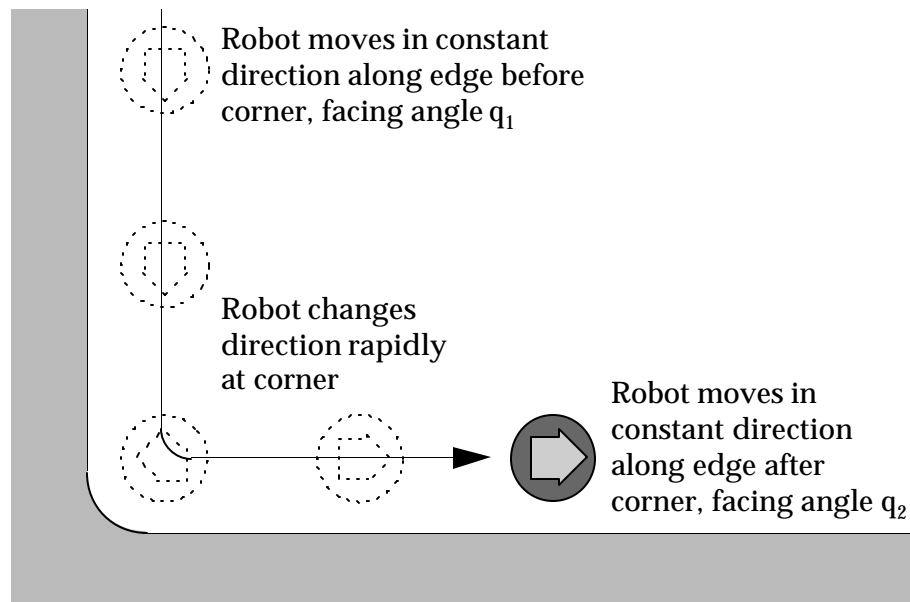 Robot moves in constant
direction along edge before
corner, facing angle q₁
Robot changes
direction rapidly
at corner
Robot moves in
constant direction
along edge after
corner, facing angle q₂